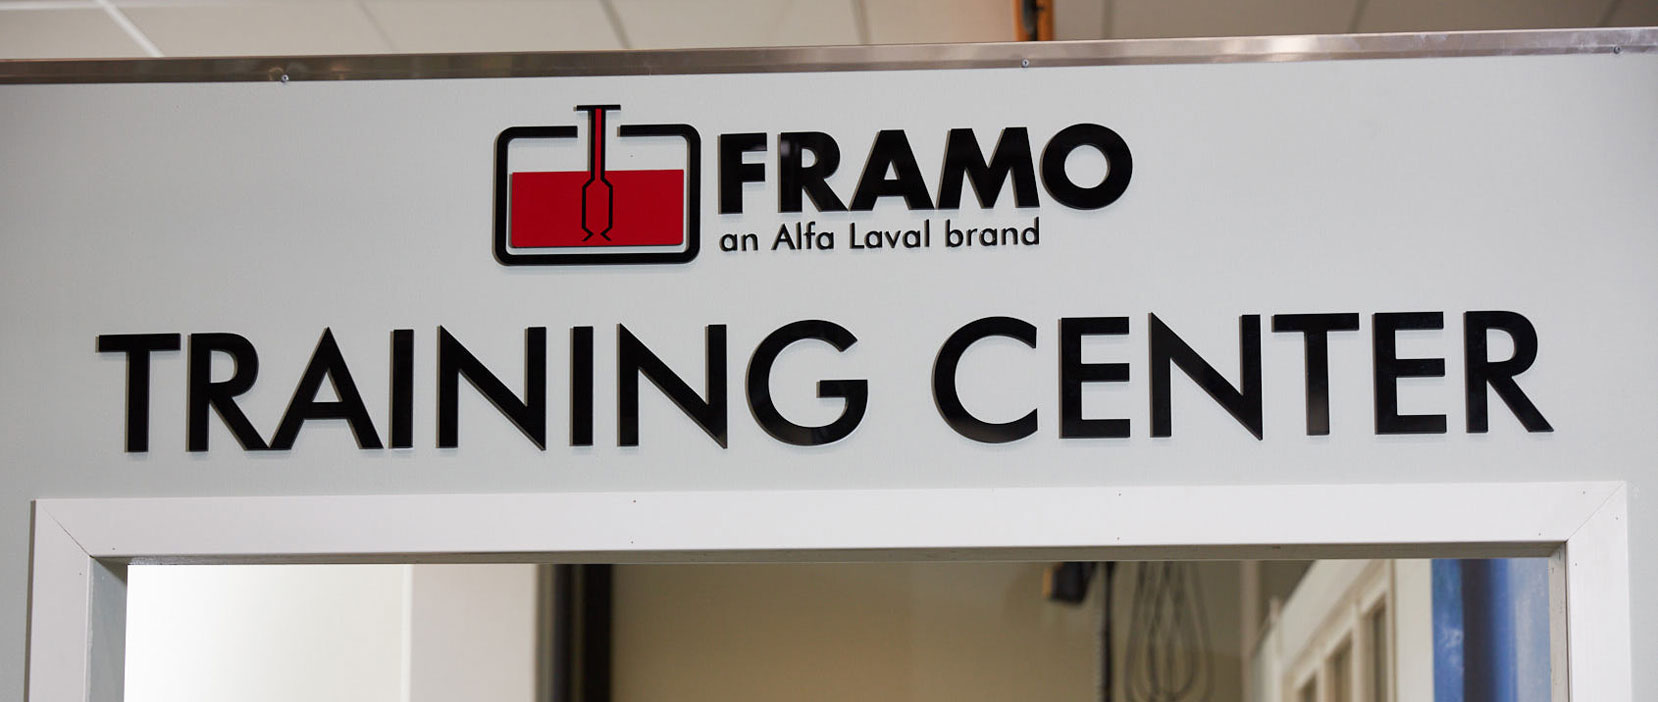 FRAMO
an Alfa Laval brand
TRAINING CENTER